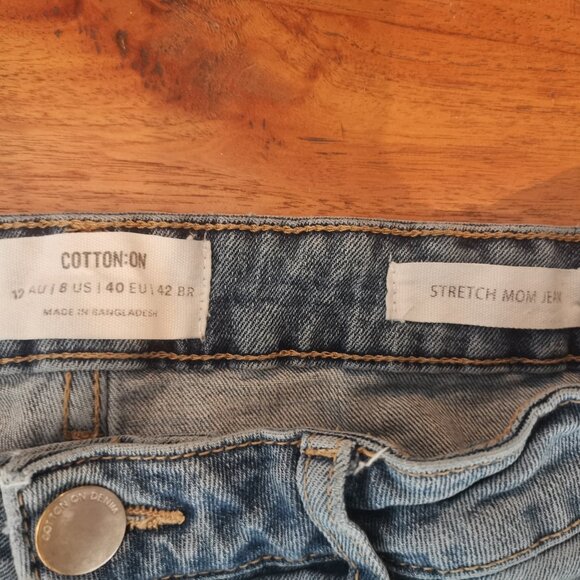 COTTON:ON
12 AU | 8 US | 40 EU | 42 BR
MADE IN BANGLADESH
STRETCH MOM JEAN
COTTON ON DENIM